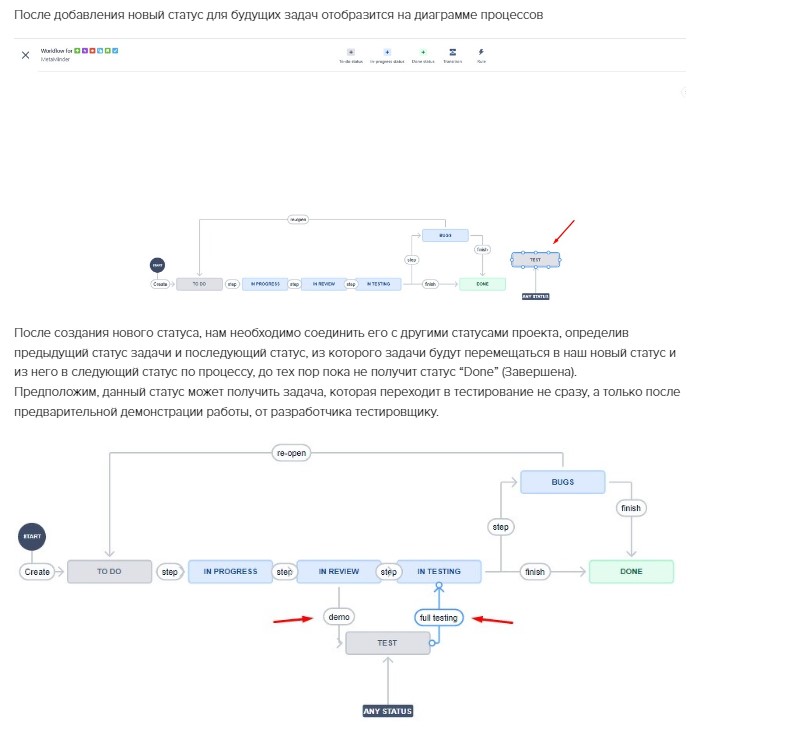 После добавления новый статус для будущих задач отобразится на диаграмме процессов
Workflow for
MetaMinder
To-do status In-progress status Done status Transition Rule
re-open
BUGS
finish
step
TEST
START
Create TO DO step IN PROGRESS step IN REVIEW step IN TESTING finish DONE
ANY STATUS
После создания нового статуса, нам необходимо соединить его с другими статусами проекта, определив
предыдущий статус задачи и последующий статус, из которого задачи будут перемещаться в наш новый статус и
из него в следующий статус по процессу, до тех пор пока не получит статус “Done” (Завершена).
Предположим, данный статус может получить задача, которая переходит в тестирование не сразу, а только после
предварительной демонстрации работы, от разработчика тестировщику.
re-open
BUGS
finish
step
START
Create TO DO step IN PROGRESS step IN REVIEW step IN TESTING finish DONE
demo full testing
TEST
ANY STATUS